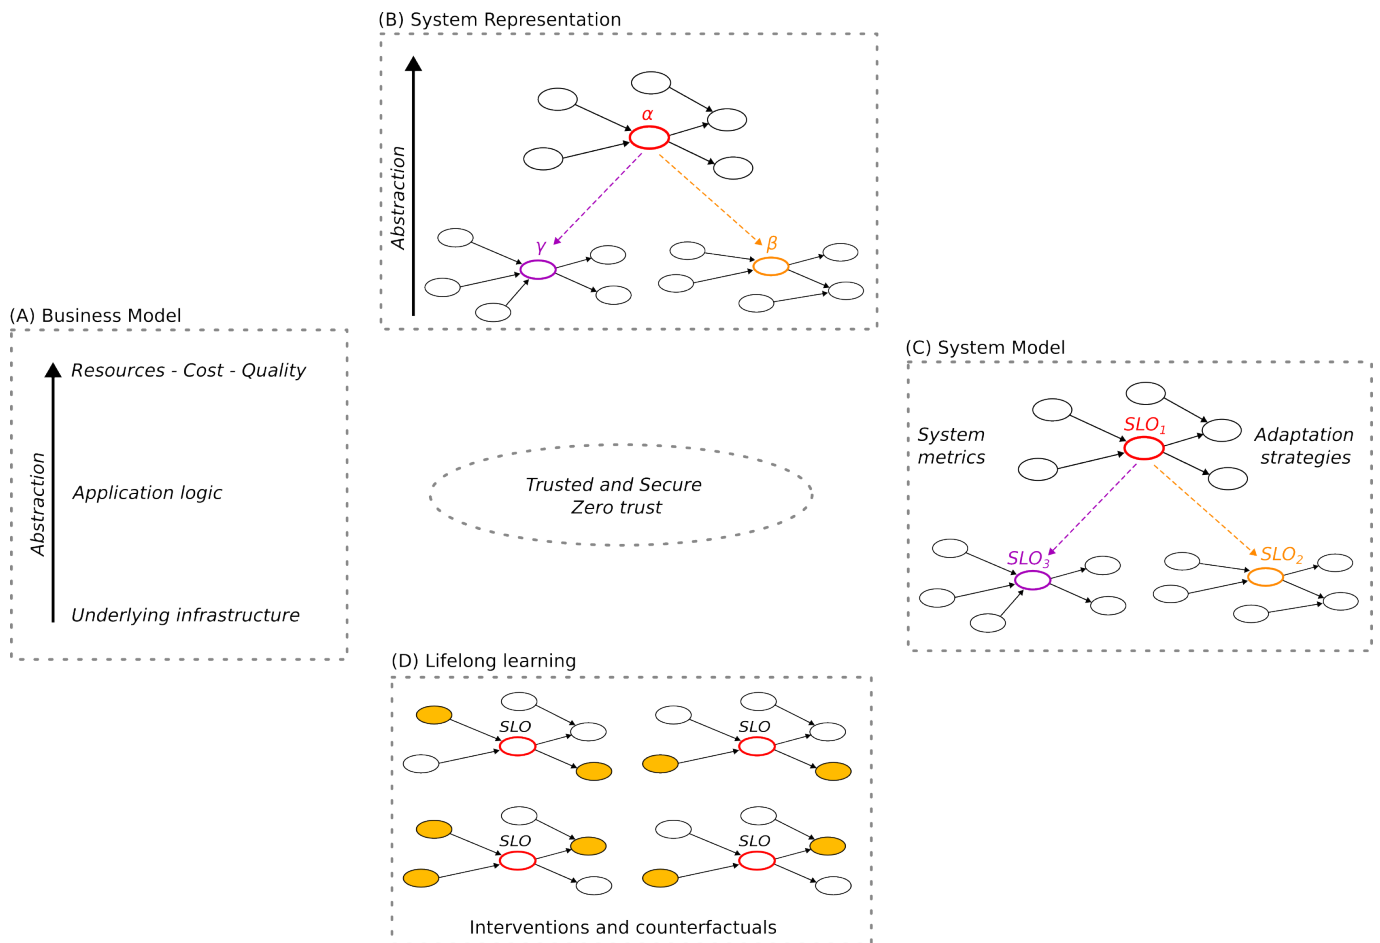 (B) System Representation
Abstraction
α
γ
β
(A) Business Model
Abstraction
Resources - Cost - Quality
Application logic
Underlying infrastructure
Trusted and Secure
Zero trust
(C) System Model
System
metrics
SLO1
Adaptation
strategies
SLO3
SLO2
(D) Lifelong learning
SLO
SLO
SLO
SLO
Interventions and counterfactuals